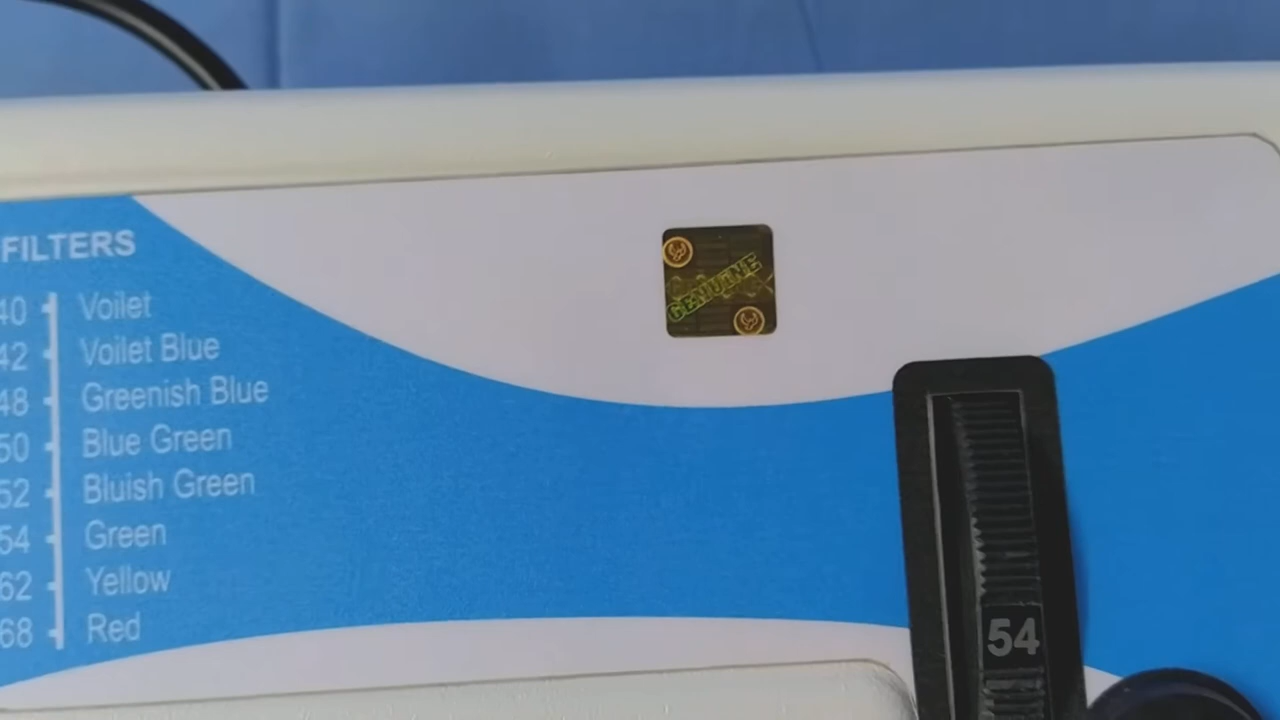 FILTERS
40 Voilet
42 Voilet Blue
48 Greenish Blue
50 Blue Green
52 Bluish Green
54 Green
62 Yellow
68 Red
GENUINE
54